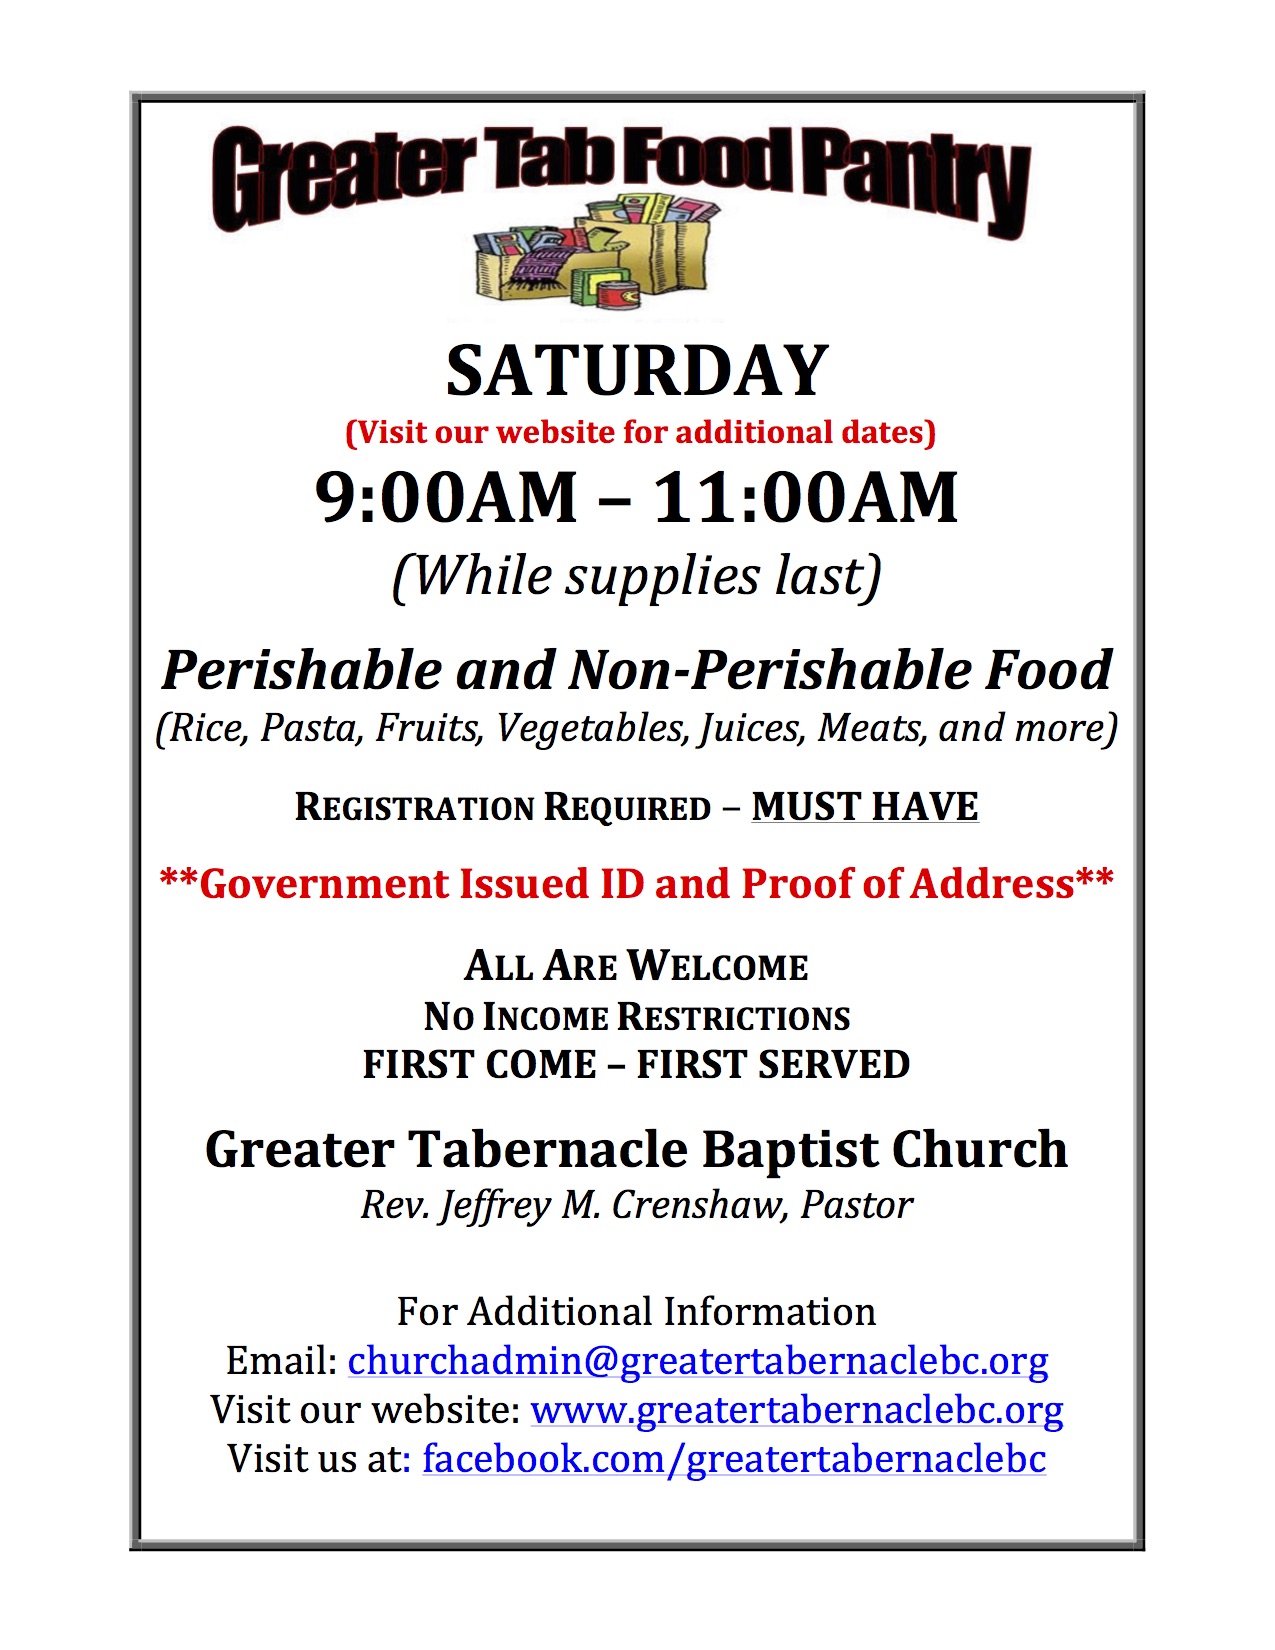 Greater Tab Food Pantry
SATURDAY
(Visit our website for additional dates)
9:00AM – 11:00AM
(While supplies last)
Perishable and Non-Perishable Food
(Rice, Pasta, Fruits, Vegetables, Juices, Meats, and more)
REGISTRATION REQUIRED – MUST HAVE
**Government Issued ID and Proof of Address**
ALL ARE WELCOME
NO INCOME RESTRICTIONS
FIRST COME – FIRST SERVED
Greater Tabernacle Baptist Church
Rev. Jeffrey M. Crenshaw, Pastor
For Additional Information
Email: churchadmin@greatertabernaclebc.org
Visit our website: www.greatertabernaclebc.org
Visit us at: facebook.com/greatertabernaclebc